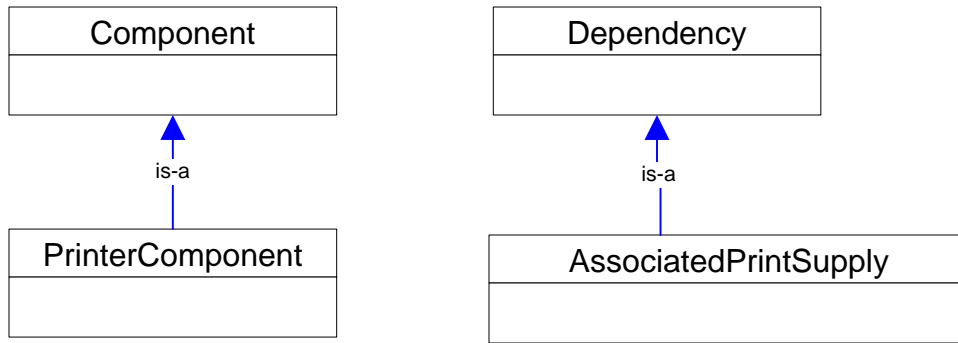 Component
Dependency
is-a
is-a
PrinterComponent
AssociatedPrintSupply